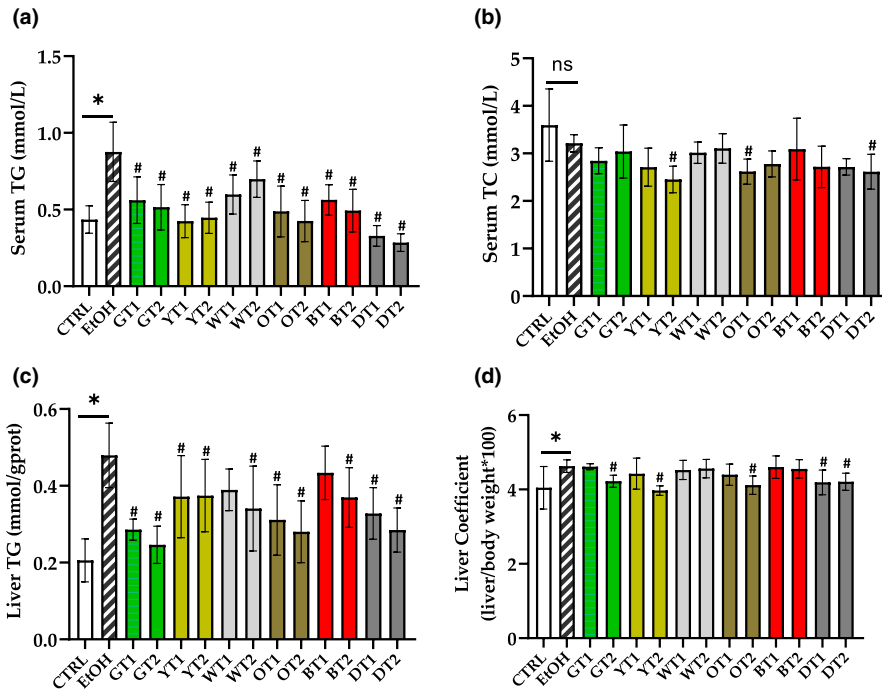 (a)
Serum TG (mmol/L)
1.5
1.0
0.5
0.0
*
# # # # # # # # # # # #
CTRL EtOH GT1 GT2 YT1 YT2 WT1 WT2 OT1 OT2 BT1 BT2 DT1 DT2
(b)
Serum TC (mmol/L)
5
4
3
2
1
0
ns
# # #
CTRL EtOH GT1 GT2 YT1 YT2 WT1 WT2 OT1 OT2 BT1 BT2 DT1 DT2
(c)
Liver TG (mmol/gprot)
0.6
0.4
0.2
0.0
*
# # # # # # # # # #
CTRL EtOH GT1 GT2 YT1 YT2 WT1 WT2 OT1 OT2 BT1 BT2 DT1 DT2
(d)
Liver Coefficient
(liver/body weight*100)
6
4
2
0
*
# # # # #
CTRL EtOH GT1 GT2 YT1 YT2 WT1 WT2 OT1 OT2 BT1 BT2 DT1 DT2